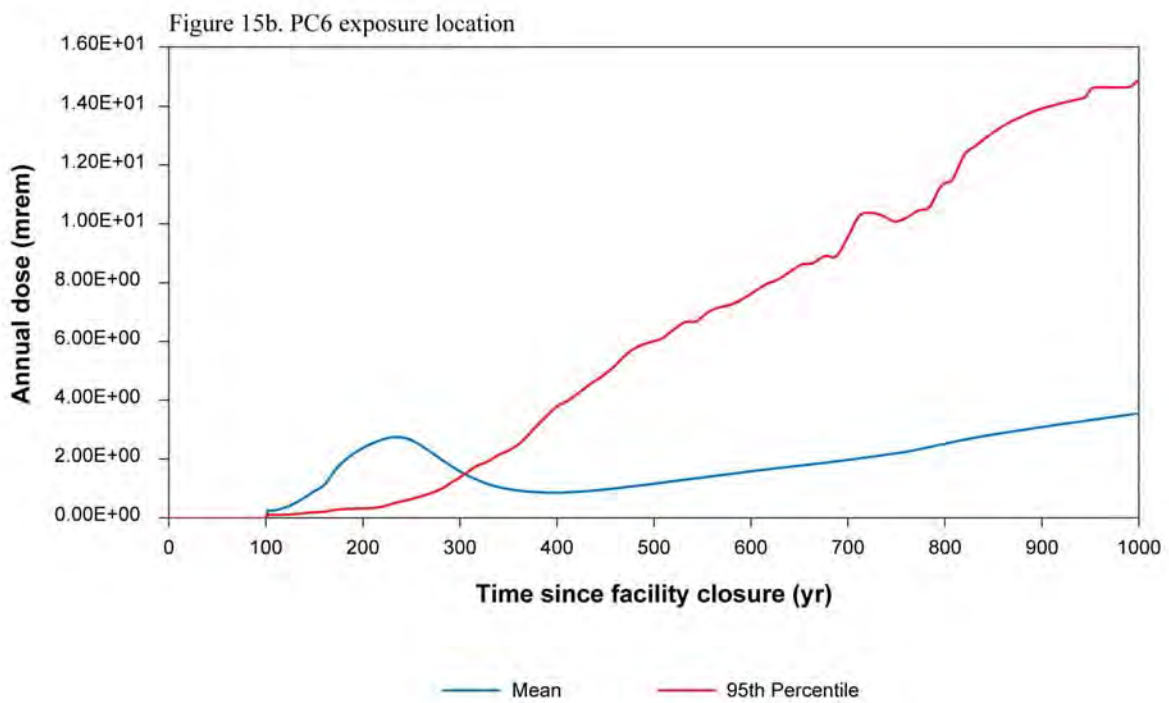 Figure 15b. PC6 exposure location
1.60E+01
1.40E+01
1.20E+01
1.00E+01
8.00E+00
6.00E+00
4.00E+00
2.00E+00
0.00E+00
Annual dose (mrem)
0 100 200 300 400 500 600 700 800 900 1000
Time since facility closure (yr)
Mean 95th Percentile